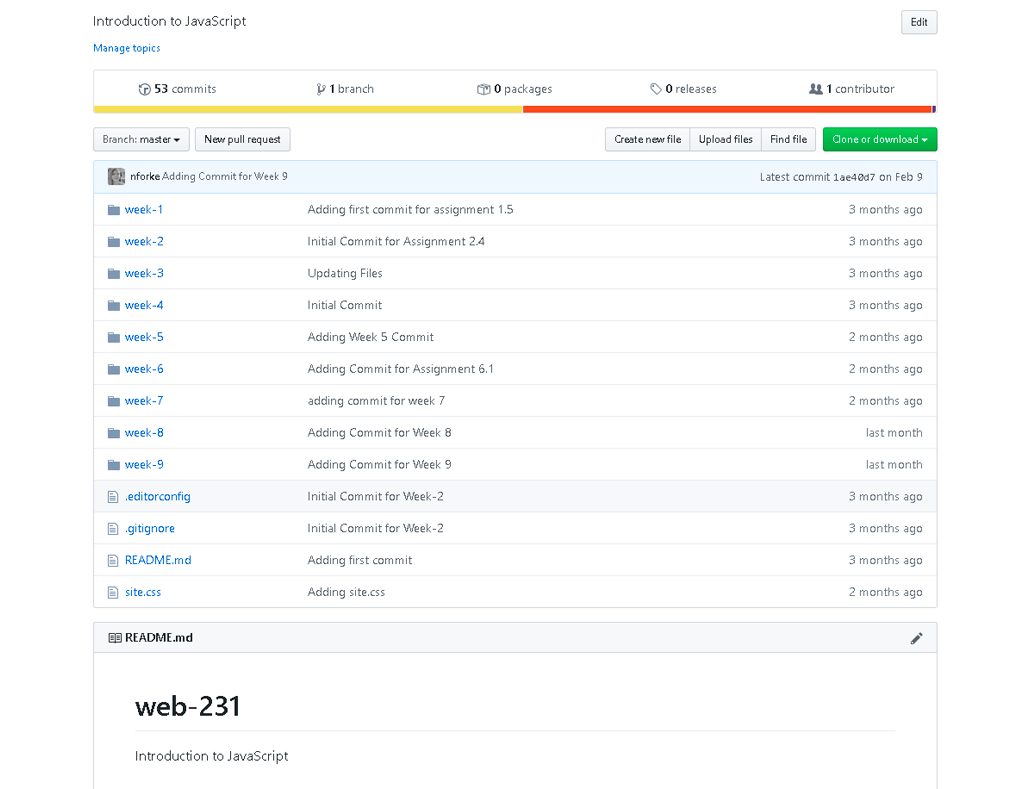 Introduction to JavaScript Edit
Manage topics
53 commits 1 branch 0 packages 0 releases 1 contributor
Branch: master New pull request Create new file Upload files Find file Clone or download
nforke Adding Commit for Week 9 Latest commit 1ae40d7 on Feb 9
week-1 Adding first commit for assignment 1.5 3 months ago
week-2 Initial Commit for Assignment 2.4 3 months ago
week-3 Updating Files 3 months ago
week-4 Initial Commit 3 months ago
week-5 Adding Week 5 Commit 2 months ago
week-6 Adding Commit for Assignment 6.1 2 months ago
week-7 adding commit for week 7 2 months ago
week-8 Adding Commit for Week 8 last month
week-9 Adding Commit for Week 9 last month
.editorconfig Initial Commit for Week-2 3 months ago
.gitignore Initial Commit for Week-2 3 months ago
README.md Adding first commit 3 months ago
site.css Adding site.css 2 months ago
README.md
web-231
Introduction to JavaScript